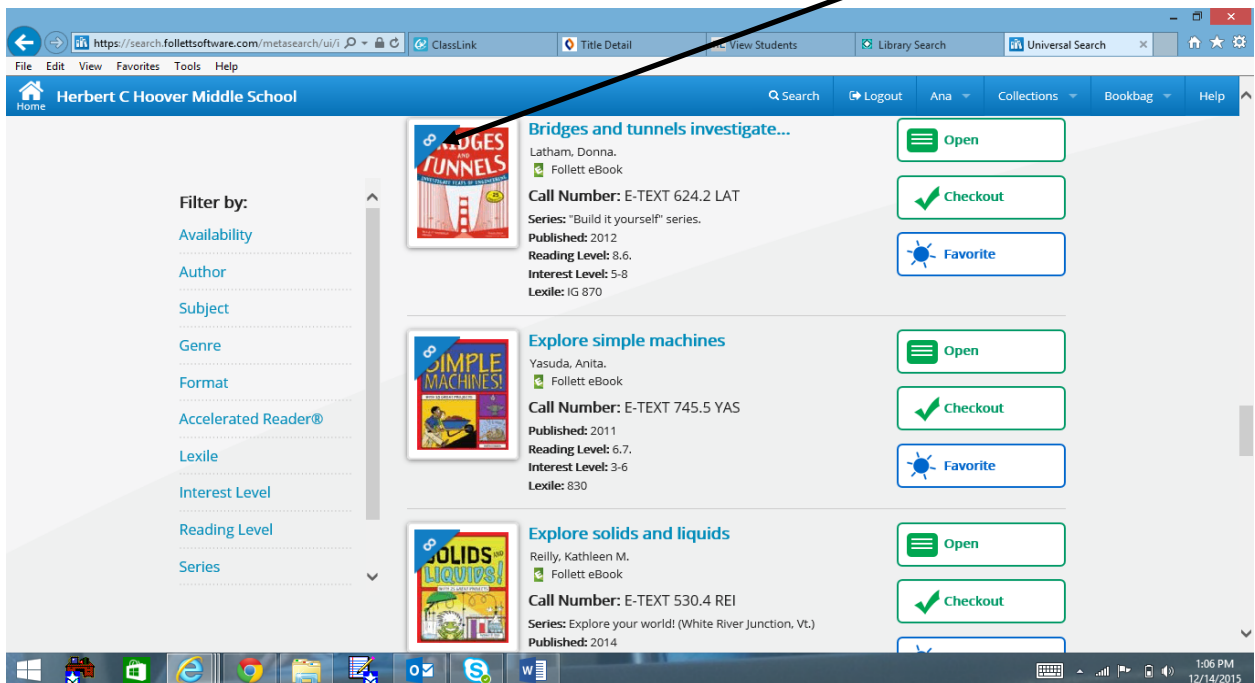 https://search.follettsoftware.com/metasearch/ui/i
ClassLink
Title Detail
View Students
Library Search
Universal Search
File Edit View Favorites Tools Help
Home
Herbert C Hoover Middle School
Search
Logout
Ana
Collections
Bookbag
Help
Filter by:
Availability
Author
Subject
Genre
Format
Accelerated Reader®
Lexile
Interest Level
Reading Level
Series
BRIDGES
AND
TUNNELS
Bridges and tunnels investigate...
Latham, Donna.
Follett eBook
Call Number: E-TEXT 624.2 LAT
Series: "Build it yourself" series.
Published: 2012
Reading Level: 8.6.
Interest Level: 5-8
Lexile: IG 870
Open
Checkout
Favorite
SIMPLE
MACHINES!
Explore simple machines
Yasuda, Anita.
Follett eBook
Call Number: E-TEXT 745.5 YAS
Published: 2011
Reading Level: 6.7.
Interest Level: 3-6
Lexile: 830
Open
Checkout
Favorite
SOLIDS AND
LIQUIDS!
Explore solids and liquids
Reilly, Kathleen M.
Follett eBook
Call Number: E-TEXT 530.4 REI
Series: Explore your world! (White River Junction, Vt.)
Published: 2014
Open
Checkout
1:06 PM
12/14/2015